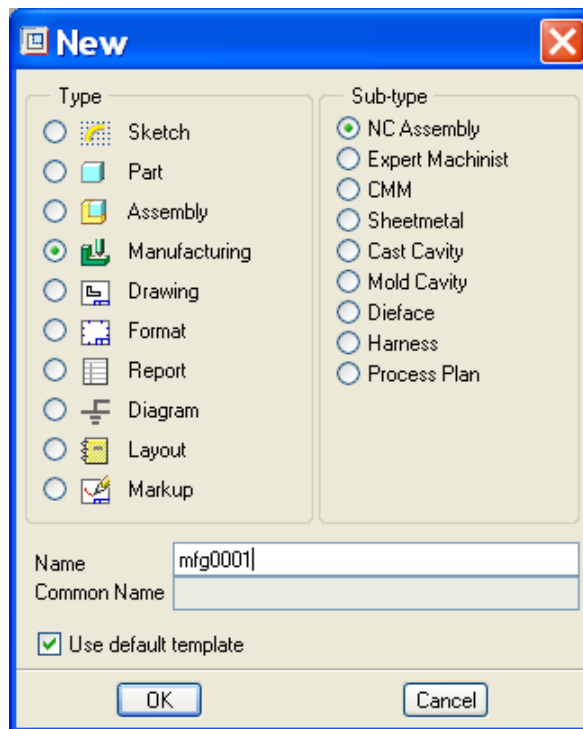 New
Type
Sketch
Part
Assembly
Manufacturing
Drawing
Format
Report
Diagram
Layout
Markup
Sub-type
NC Assembly
Expert Machinist
CMM
Sheetmetal
Cast Cavity
Mold Cavity
Dieface
Harness
Process Plan
Name mfg0001
Common Name
Use default template
OK Cancel